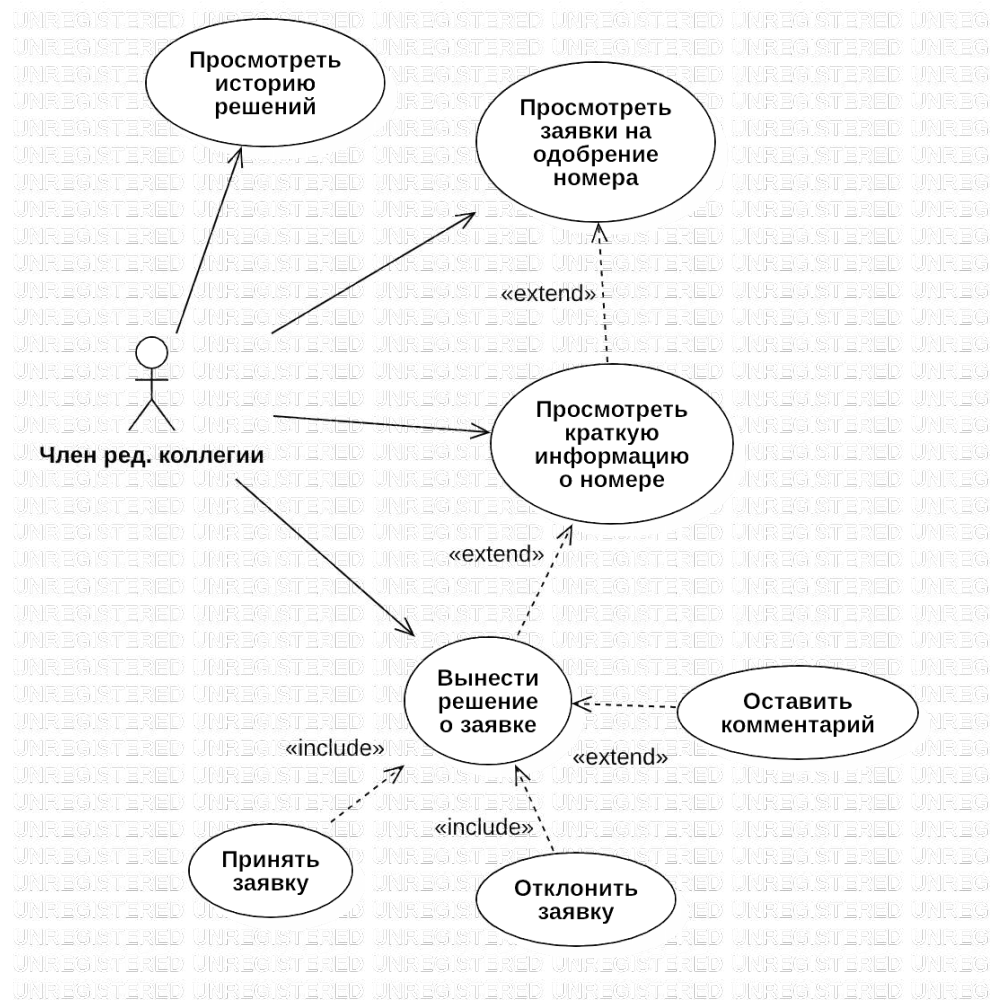 Просмотреть
историю
решений
Просмотреть
заявки на
одобрение
номера
«extend»
Просмотреть
краткую
информацию
о номере
Член ред. коллегии
«extend»
Вынести
решение
о заявке
Оставить
комментарий
«include»
«extend»
«include»
Принять
заявку
Отклонить
заявку
UNREGISTERED